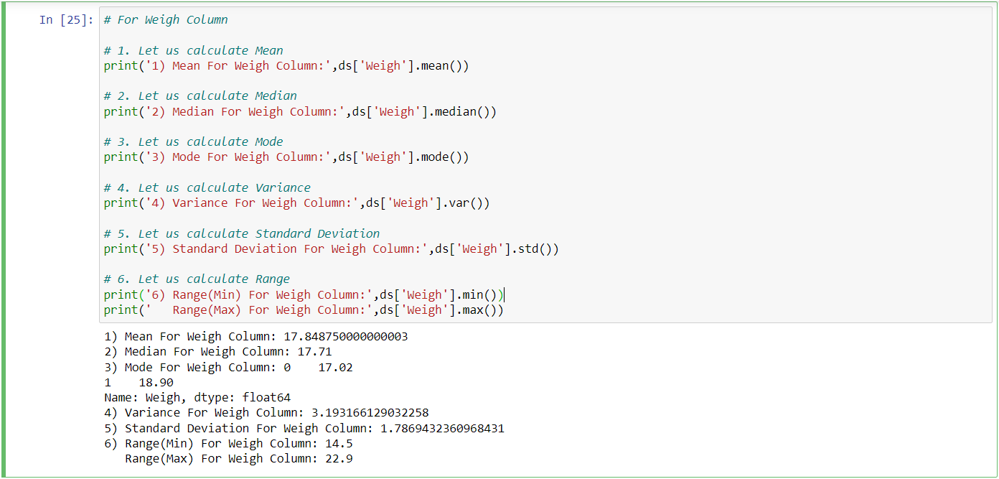 In [25]: # For Weigh Column
# 1. Let us calculate Mean
print('1) Mean For Weigh Column:',ds['Weigh'].mean())
# 2. Let us calculate Median
print('2) Median For Weigh Column:',ds['Weigh'].median())
# 3. Let us calculate Mode
print('3) Mode For Weigh Column:',ds['Weigh'].mode())
# 4. Let us calculate Variance
print('4) Variance For Weigh Column:',ds['Weigh'].var())
# 5. Let us calculate Standard Deviation
print('5) Standard Deviation For Weigh Column:',ds['Weigh'].std())
# 6. Let us calculate Range
print('6) Range(Min) For Weigh Column:',ds['Weigh'].min())
print('   Range(Max) For Weigh Column:',ds['Weigh'].max())
1) Mean For Weigh Column: 17.848750000000003
2) Median For Weigh Column: 17.71
3) Mode For Weigh Column: 0    17.02
1    18.90
Name: Weigh, dtype: float64
4) Variance For Weigh Column: 3.193166129032258
5) Standard Deviation For Weigh Column: 1.7869432360968431
6) Range(Min) For Weigh Column: 14.5
   Range(Max) For Weigh Column: 22.9